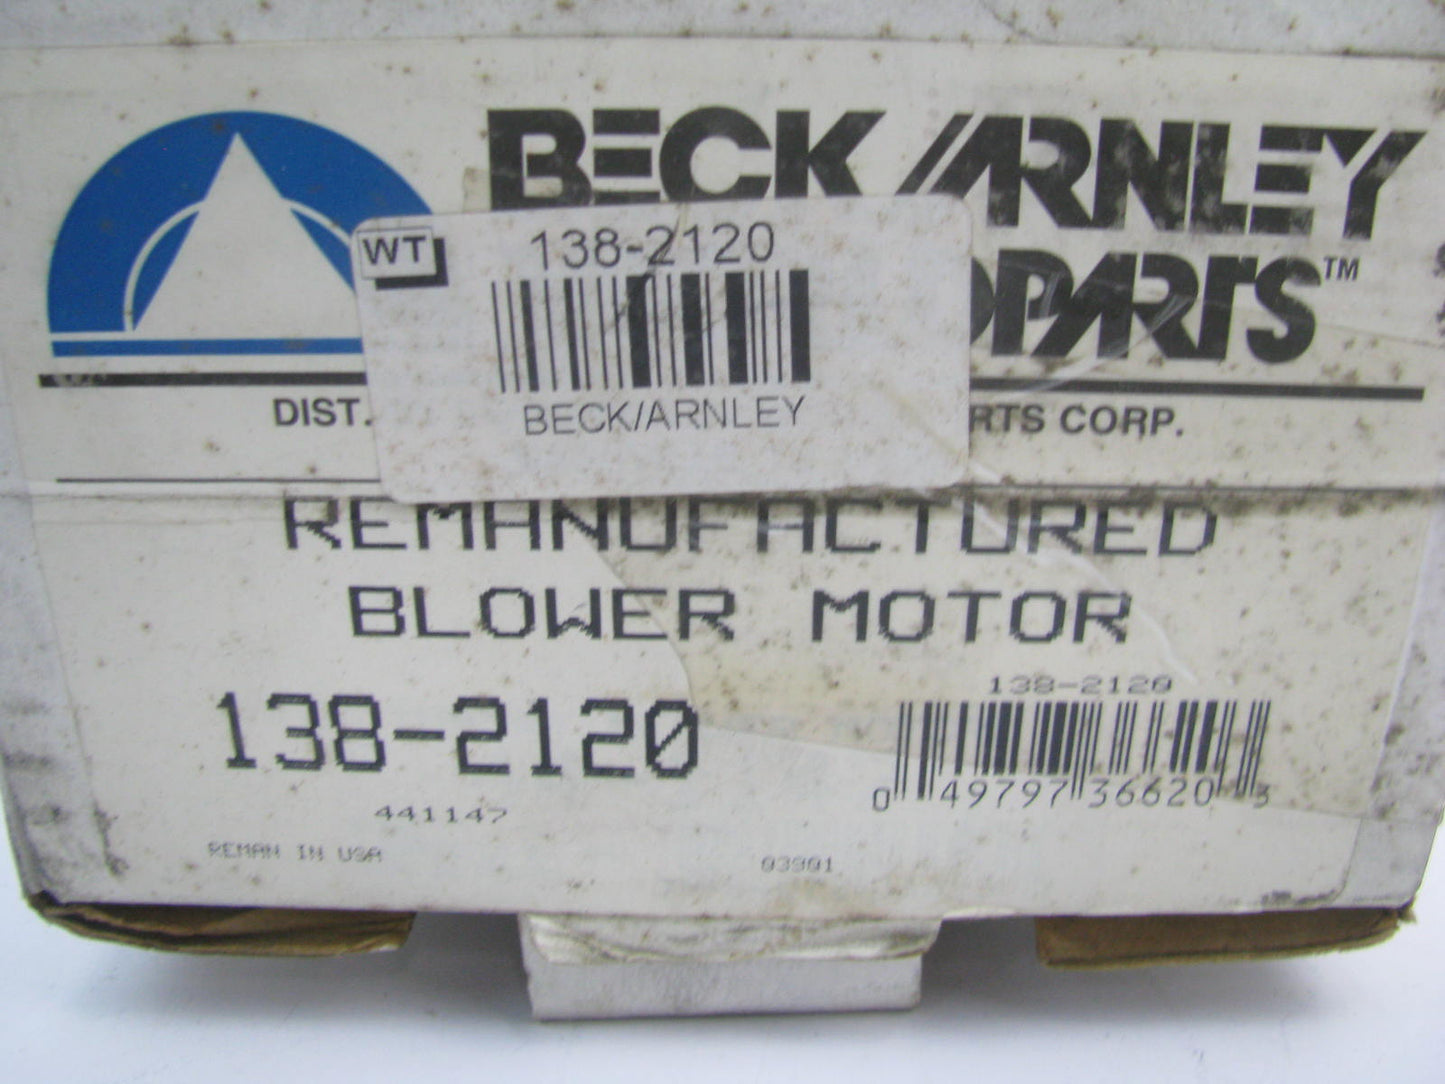 BECK/ARNLEY
PARTS™
WT
138-2120
BECK/ARNLEY
DIST.
RTS CORP.
REMANUFACTURED
BLOWER MOTOR
138-2120
138-2120
0 49797 36620 3
441147
REMAN IN USA
03901